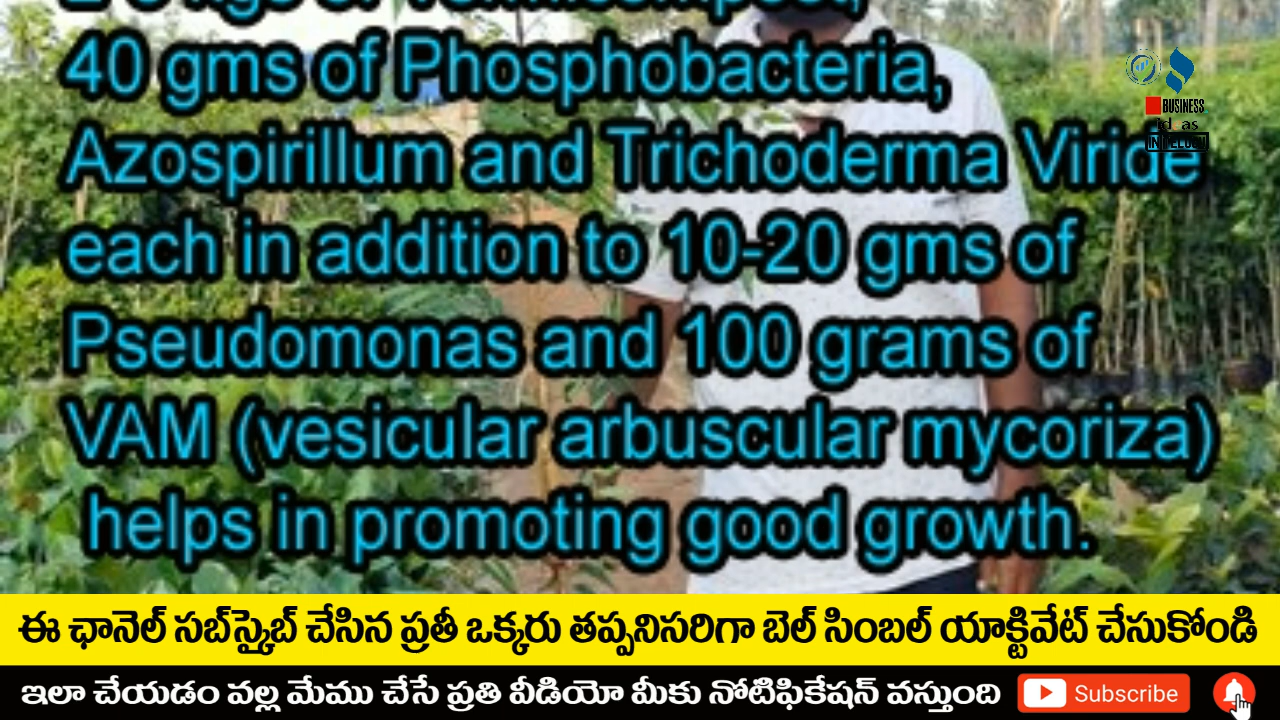 40 gms of Phosphobacteria,
Azospirillum and Trichoderma Viride
each in addition to 10-20 gms of
Pseudomonas and 100 grams of
VAM (vesicular arbuscular mycoriza)
helps in promoting good growth.
BUSINESS
ఈ ఛానెల్ సబ్‌స్క్రైబ్ చేసిన ప్రతీ ఒక్కరు తప్పనిసరిగా బెల్ సింబల్ యాక్టివేట్ చేసుకోండి
ఇలా చేయడం వల్ల మేము చేసే ప్రతి వీడియో మీకు నోటిఫికేషన్ వస్తుంది
Subscribe